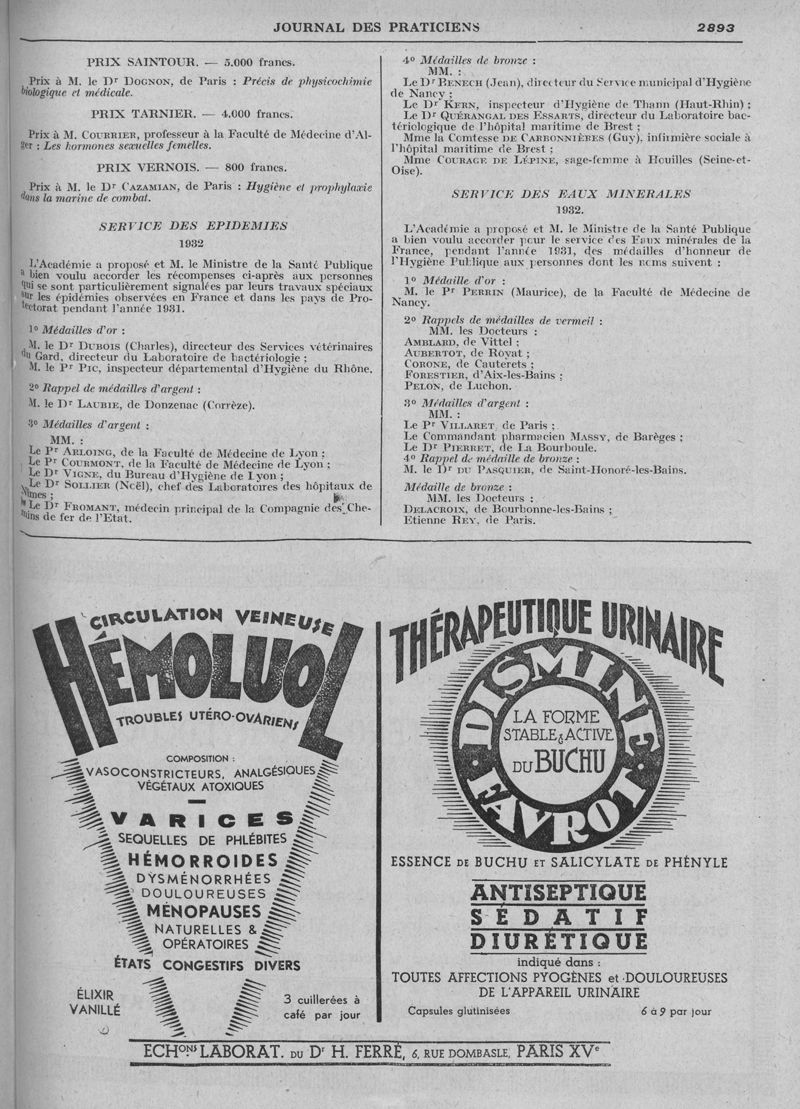 JOURNAL DES PRATICIENS 2893
PRIX SAINTOUR. — 5.000 francs.
Prix à M. le Dr DOGNON, de Paris : Précis de physicochimie
biologique et médicale.
PRIX TARNIER. — 4.000 francs.
Prix à M. COURRIER, professeur à la Faculté de Médecine d'Al-
ger : Les hormones sexuelles femelles.
PRIX VERNOIS. — 800 francs.
Prix à M. le Dr CAZAMIAN, de Paris : Hygiène et prophylaxie
dans la marine de combat.
SERVICE DES EPIDEMIES
1932
L'Académie a proposé et M. le Ministre de la Santé Publique
a bien voulu accorder les récompenses ci-après aux personnes
qui se sont particulièrement signalées par leurs travaux spéciaux
sur les épidémies observées en France et dans les pays de Pro-
tectorat pendant l'année 1931.
1o Médailles d'or :
M. le Dr DUBOIS (Charles), directeur des Services vétérinaires
du Gard, directeur du Laboratoire de bactériologie ;
M. le Pr PIC, inspecteur départemental d'Hygiène du Rhône.
2o Rappel de médailles d'argent :
M. le Dr LAUBIE, de Donzenac (Corrèze).
3o Médailles d'argent :
MM. :
Le Pr ARLOING, de la Faculté de Médecine de Lyon ;
Le Pr COURMONT, de la Faculté de Médecine de Lyon ;
Le Dr VIGNE, du Bureau d'Hygiène de Lyon ;
Le Dr SOLLIER (Noël), chef des Laboratoires des hôpitaux de
Nîmes ;
Le Dr FROMANT, médecin principal de la Compagnie des Che-
mins de fer de l'Etat.
4o Médailles de bronze :
MM. :
Le Dr BENECH (Jean), directeur du Service municipal d'Hygiène
de Nancy ;
Le Dr KERN, inspecteur d'Hygiène de Thann (Haut-Rhin) ;
Le Dr QUÉRANGAL DES ESSARTS, directeur du Laboratoire bac-
tériologique de l'hôpital maritime de Brest ;
Mme la Comtesse DE CARBONNIÈRES (Guy), infirmière sociale à
l'hôpital maritime de Brest ;
Mme COURAGE DE LÉPINE, sage-femme à Houilles (Seine-et-
Oise).
SERVICE DES EAUX MINERALES
1932.
L'Académie a proposé et M. le Ministre de la Santé Publique
a bien voulu accorder pour le service des Eaux minérales de la
France, pendant l'année 1931, des médailles d'honneur de
l'Hygiène Publique aux personnes dont les noms suivent :
1o Médaille d'or :
M. le Pr PERRIN (Maurice), de la Faculté de Médecine de
Nancy.
2o Rappels de médailles de vermeil :
MM. les Docteurs :
AMBLARD, de Vittel ;
AUBERTOT, de Royat ;
CORONE, de Cauterets ;
FORESTIER, d'Aix-les-Bains ;
PELON, de Luchon.
3o Médailles d'argent :
MM. :
Le Pr VILLARET, de Paris ;
Le Commandant pharmacien MASSY, de Barèges ;
Le Dr PIERRET, de La Bourboule.
4o Rappel de médaille de bronze :
M. le Dr DU PASQUIER, de Saint-Honoré-les-Bains.
Médaille de bronze :
MM. les Docteurs :
DELACROIX, de Bourbonne-les-Bains ;
Etienne REY, de Paris.
CIRCULATION VEINEUSE
HÉMOLUOL
TROUBLES UTÉRO-OVARIENS
COMPOSITION :
VASOCONSTRICTEURS, ANALGÉSIQUES
VÉGÉTAUX ATOXIQUES
VARICES
SEQUELLES DE PHLÉBITES
HÉMORROIDES
DYSMÉNORRHÉES
DOULOUREUSES
MÉNOPAUSES
NATURELLES &
OPÉRATOIRES
ÉTATS CONGESTIFS DIVERS
ÉLIXIR
VANILLÉ
3 cuillerées à
café par jour
THÉRAPEUTIQUE URINAIRE
DISMINE
LA FORME
STABLE & ACTIVE
DU BUCHU
FAVROT
ESSENCE DE BUCHU ET SALICYLATE DE PHÉNYLE
ANTISEPTIQUE
SÉDATIF
DIURÉTIQUE
indiqué dans :
TOUTES AFFECTIONS PYOGÈNES et DOULOUREUSES
DE L'APPAREIL URINAIRE
Capsules glutinisées 6 à 9 par jour
ECHons LABORAT. DU Dr H. FERRÉ, 6, RUE DOMBASLE, PARIS XVe